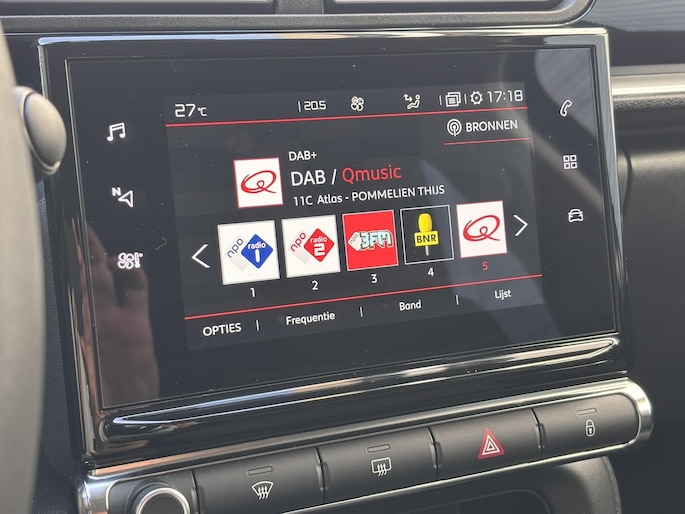 27°C
20.5
17:18
N
BRONNEN
DAB+
DAB / Qmusic
11C Atlas - POMMELIEN THIJS
npo radio 1
npo radio 2
3FM
BNR
1 2 3 4 5
OPTIES
Frequentie
Band
Lijst